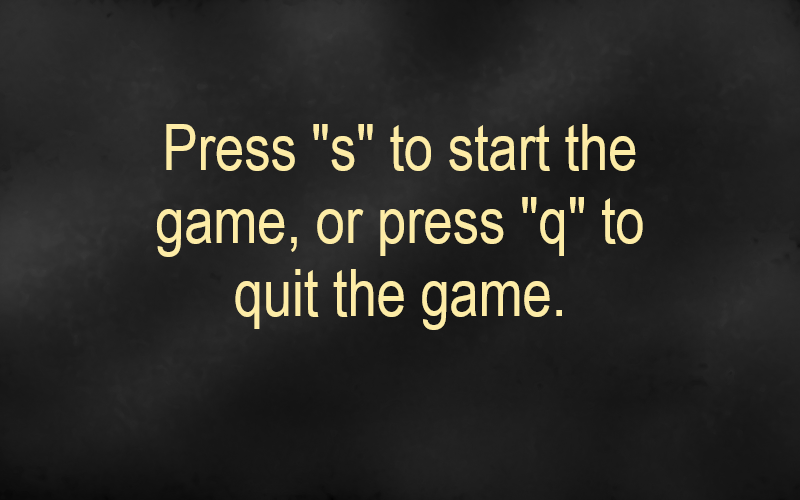 Press "s" to start the
game, or press "q" to
quit the game.